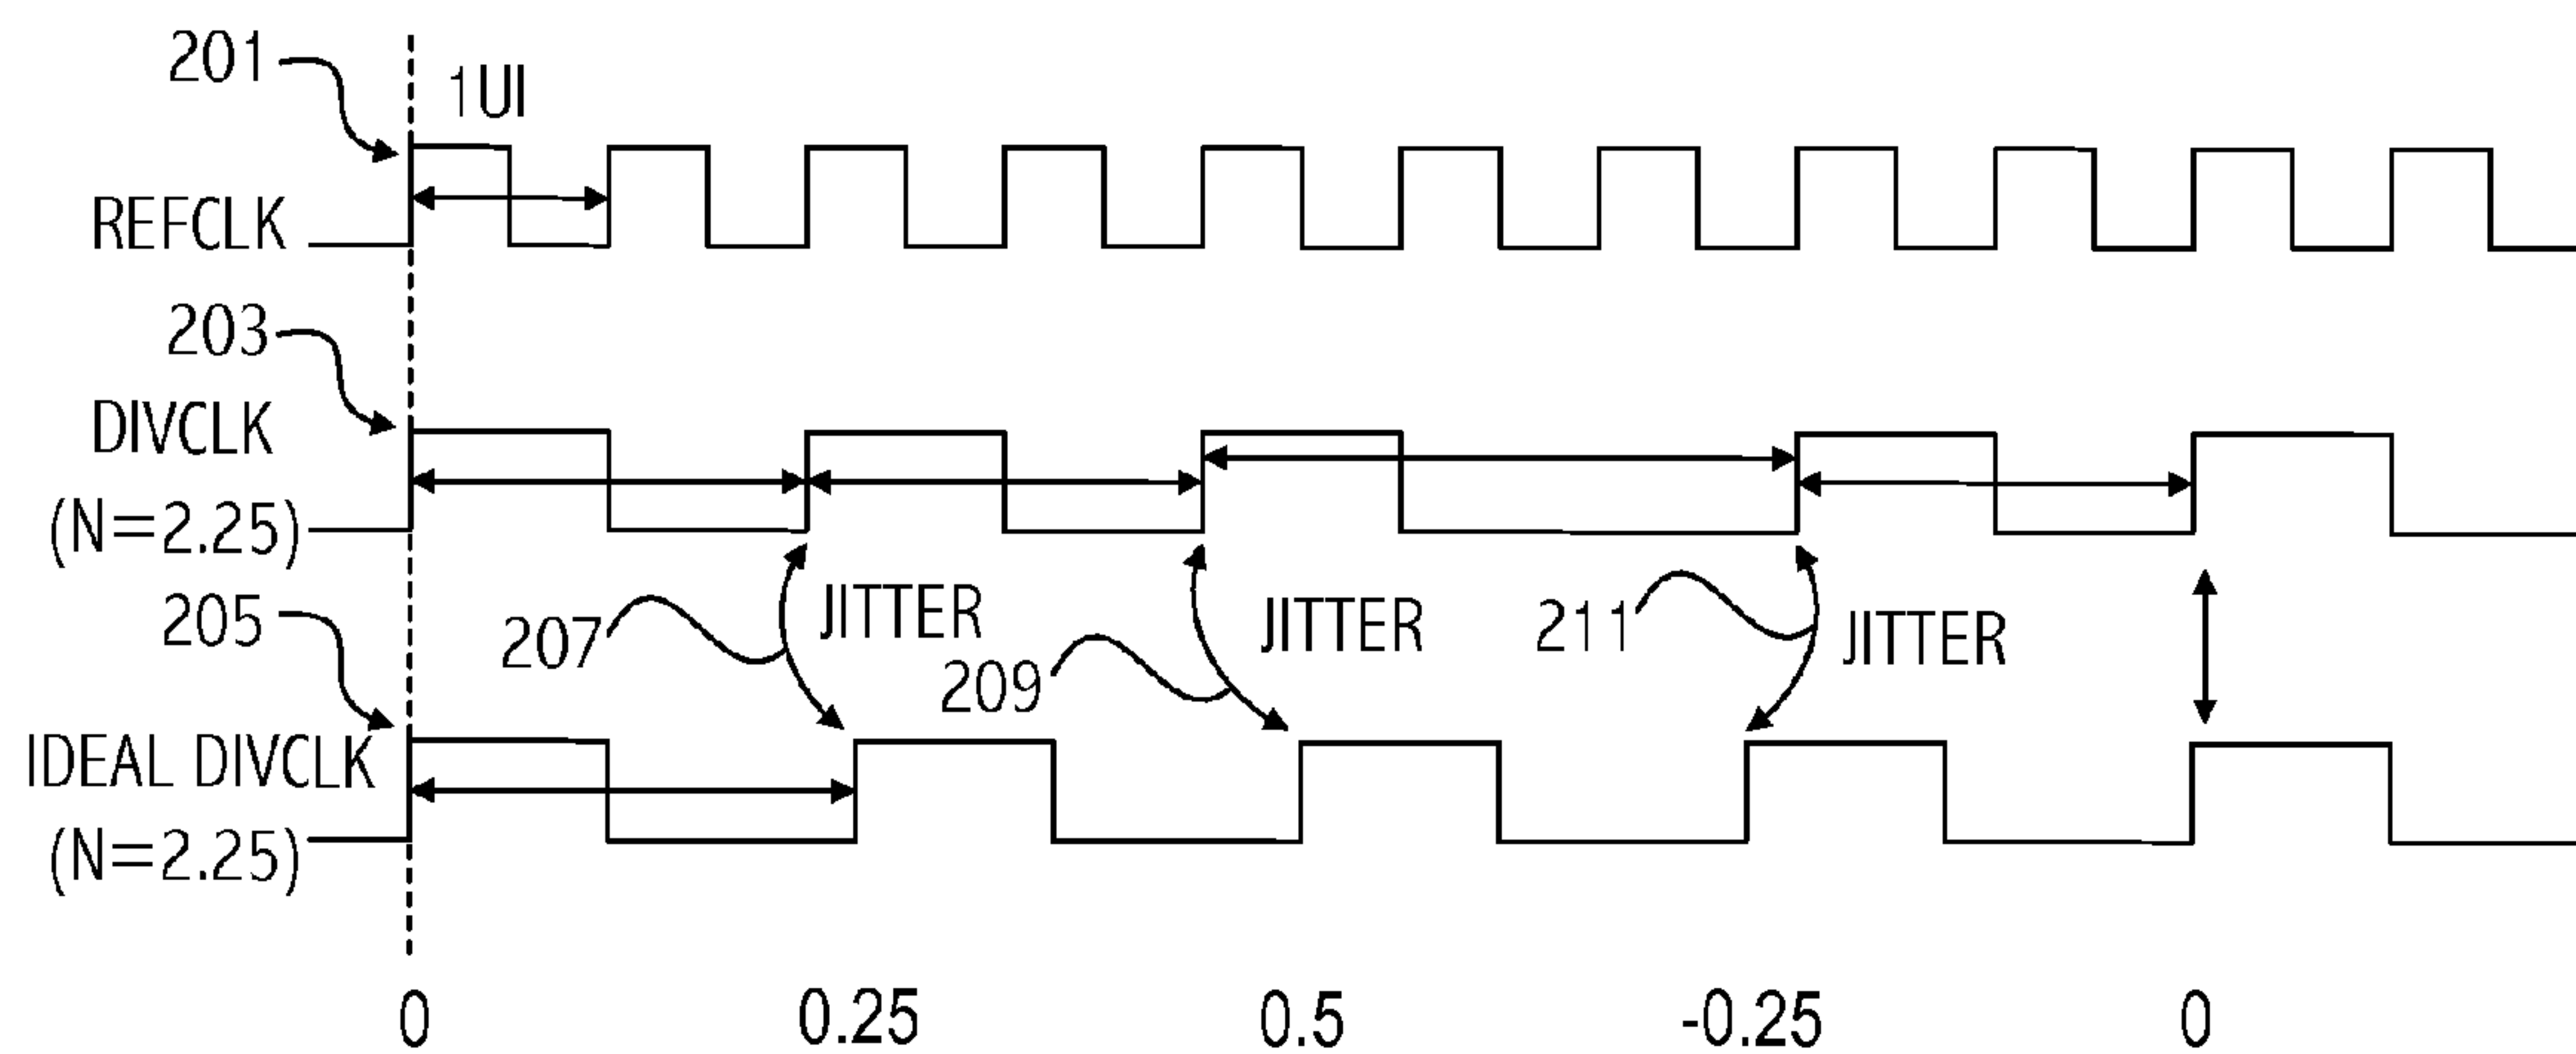 201
1UI
REFCLK
203
DIVCLK
(N=2.25)
205
207
JITTER
209
JITTER
211
JITTER
IDEAL DIVCLK
(N=2.25)
0
0.25
0.5
-0.25
0